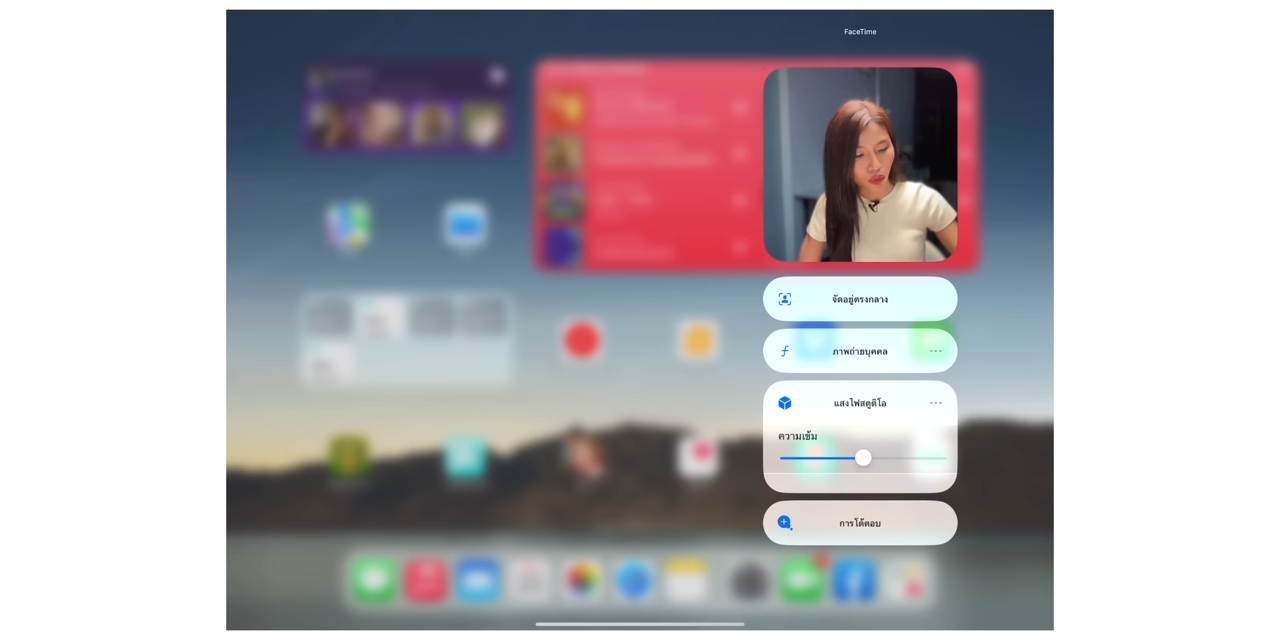 FaceTime
จัดอยู่ตรงกลาง
ภาพถ่ายบุคคล
แสงไฟสตูดิโอ
ความเข้ม
การโต้ตอบ